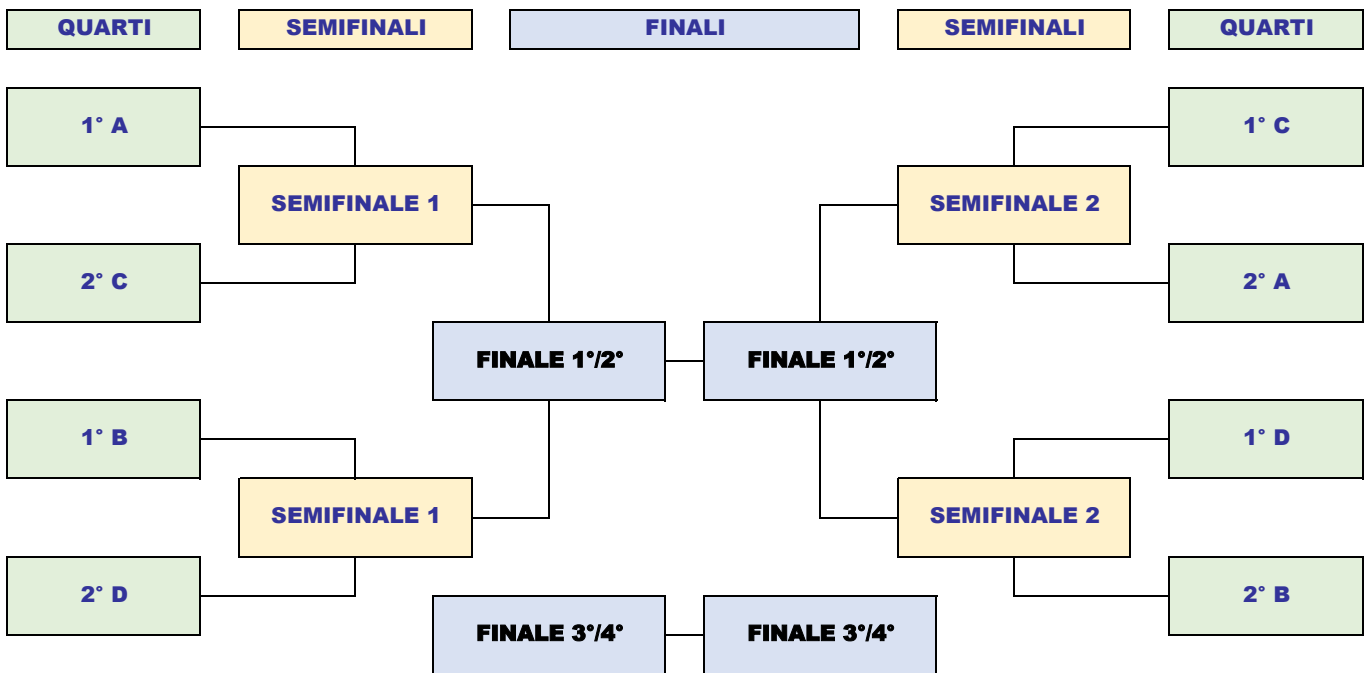 QUARTI SEMIFINALI FINALI SEMIFINALI QUARTI
1° A 1° C
SEMIFINALE 1 SEMIFINALE 2
2° C 2° A
FINALE 1°/2° FINALE 1°/2°
1° B 1° D
SEMIFINALE 1 SEMIFINALE 2
2° D 2° B
FINALE 3°/4° FINALE 3°/4°